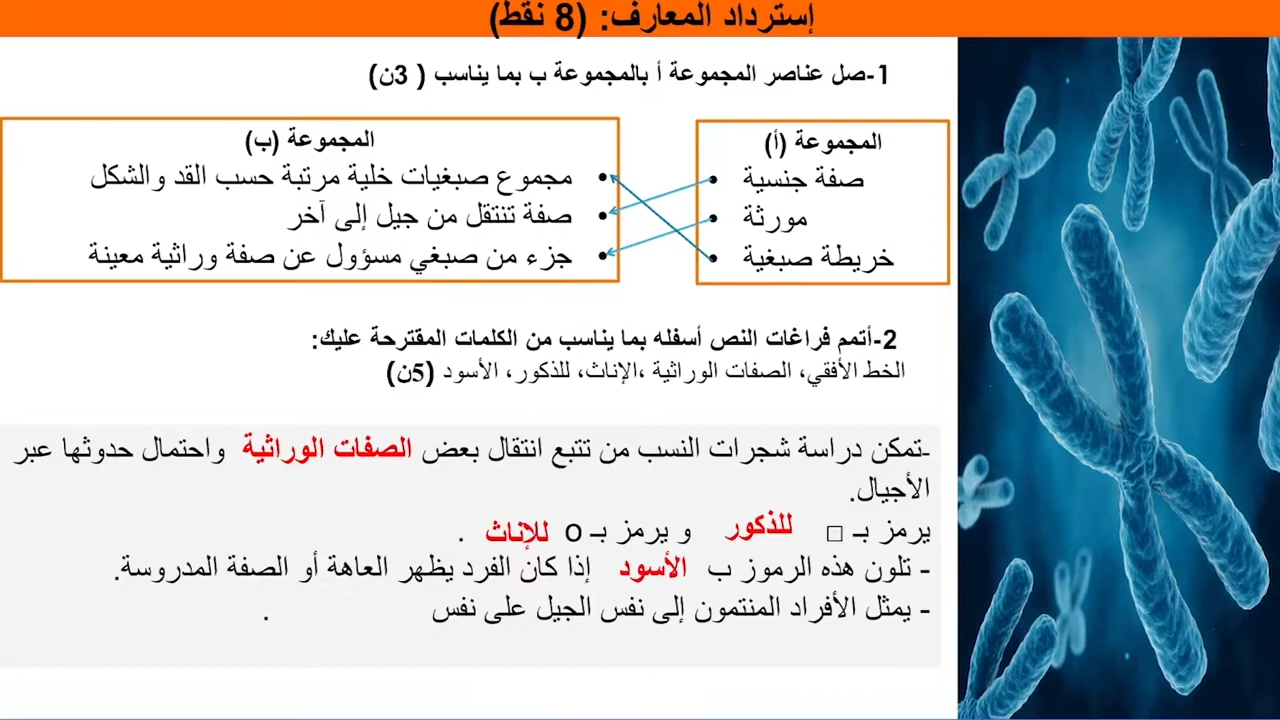 إسترداد المعارف: (8 نقط)
1-صل عناصر المجموعة أ بالمجموعة ب بما يناسب ( 3ن)
المجموعة (أ)
صفة جنسية
مورثة
خريطة صبغية
المجموعة (ب)
مجموع صبغيات خلية مرتبة حسب القد والشكل
صفة تنتقل من جيل إلى آخر
جزء من صبغي مسؤول عن صفة وراثية معينة
2-أتمم فراغات النص أسفله بما يناسب من الكلمات المقترحة عليك:
الخط الأفقي، الصفات الوراثية ،الإناث، للذكور، الأسود (5ن)
-تمكن دراسة شجرات النسب من تتبع انتقال بعض الصفات الوراثية واحتمال حدوثها عبر
الأجيال.
يرمز بـ □ للذكور و يرمز بـ o للإناث .
- تلون هذه الرموز ب الأسود إذا كان الفرد يظهر العاهة أو الصفة المدروسة.
- يمثل الأفراد المنتمون إلى نفس الجيل على نفس .